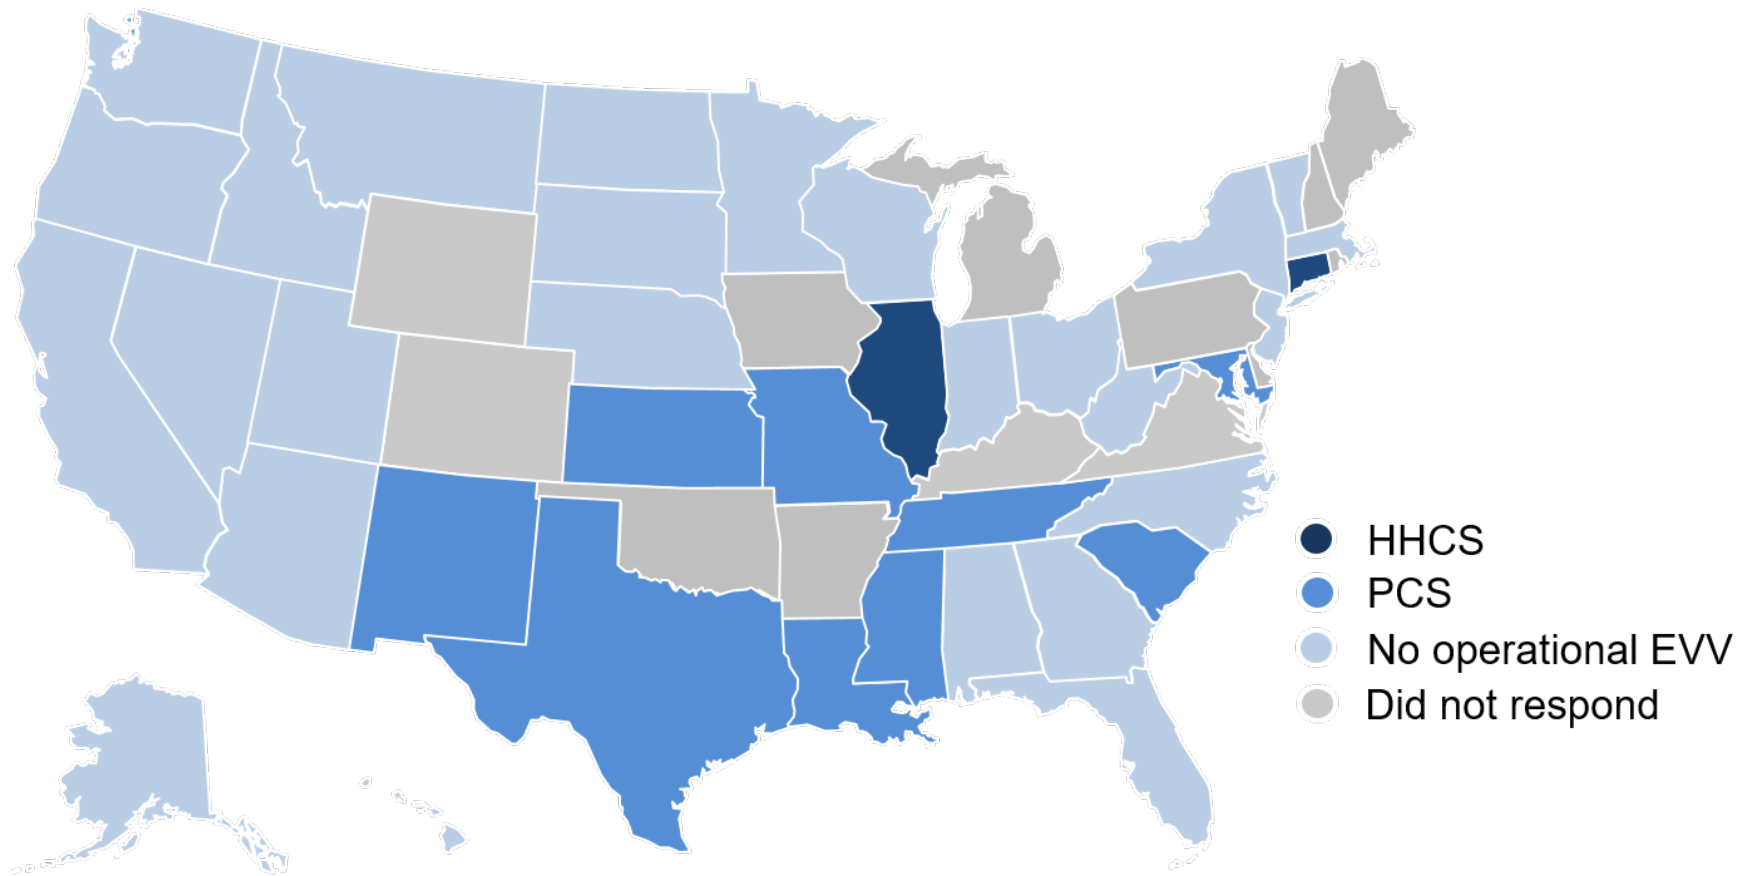 HHCS
PCS
No operational EVV
Did not respond